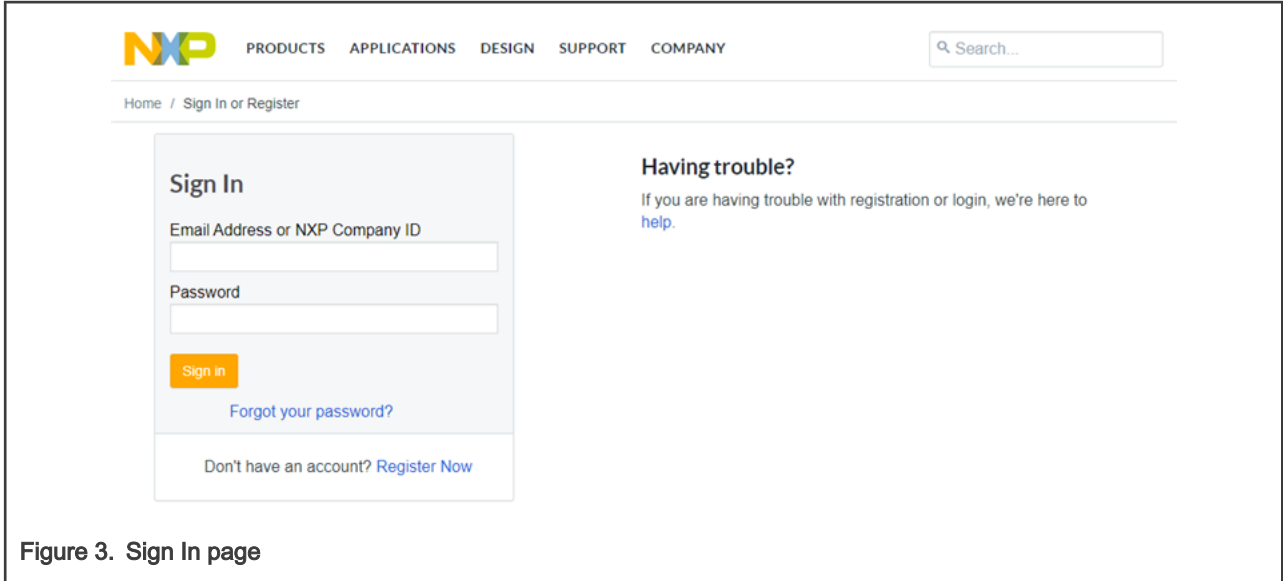 NXP PRODUCTS APPLICATIONS DESIGN SUPPORT COMPANY Search...
Home / Sign In or Register
Sign In
Email Address or NXP Company ID
Password
Sign in
Forgot your password?
Don't have an account? Register Now
Having trouble?
If you are having trouble with registration or login, we're here to
help.
Figure 3. Sign In page